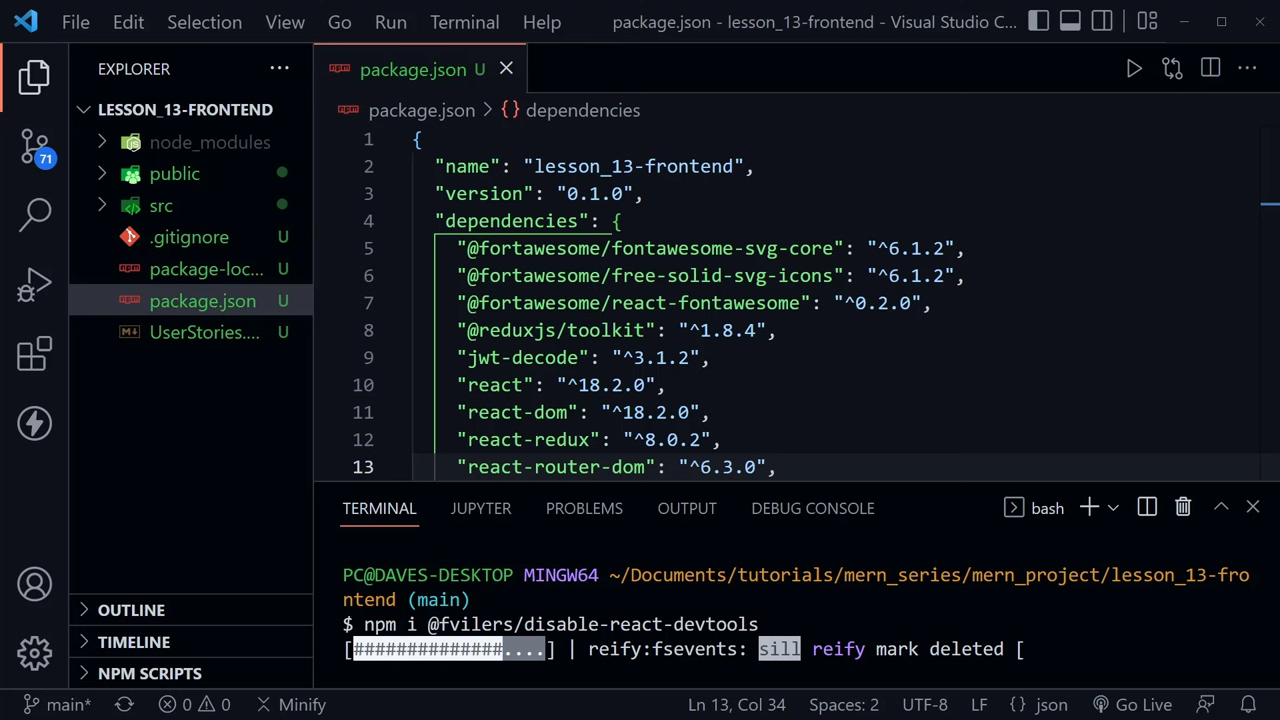 File Edit Selection View Go Run Terminal Help package.json - lesson_13-frontend - Visual Studio C...
EXPLORER ...
package.json U
LESSON_13-FRONTEND
package.json > {} dependencies
node_modules
public
src
.gitignore U
package-loc... U
package.json U
UserStories.... U
71
OUTLINE
TIMELINE
NPM SCRIPTS
1 {
2 "name": "lesson_13-frontend",
3 "version": "0.1.0",
4 "dependencies": {
5 "@fortawesome/fontawesome-svg-core": "^6.1.2",
6 "@fortawesome/free-solid-svg-icons": "^6.1.2",
7 "@fortawesome/react-fontawesome": "^0.2.0",
8 "@reduxjs/toolkit": "^1.8.4",
9 "jwt-decode": "^3.1.2",
10 "react": "^18.2.0",
11 "react-dom": "^18.2.0",
12 "react-redux": "^8.0.2",
13 "react-router-dom": "^6.3.0",
TERMINAL JUPYTER PROBLEMS OUTPUT DEBUG CONSOLE bash
PC@DAVES-DESKTOP MINGW64 ~/Documents/tutorials/mern_series/mern_project/lesson_13-fro
ntend (main)
$ npm i @fvilers/disable-react-devtools
[##############....] | reify:fsevents: sill reify mark deleted [
main* 0 0 Minify Ln 13, Col 34 Spaces: 2 UTF-8 LF {} json Go Live